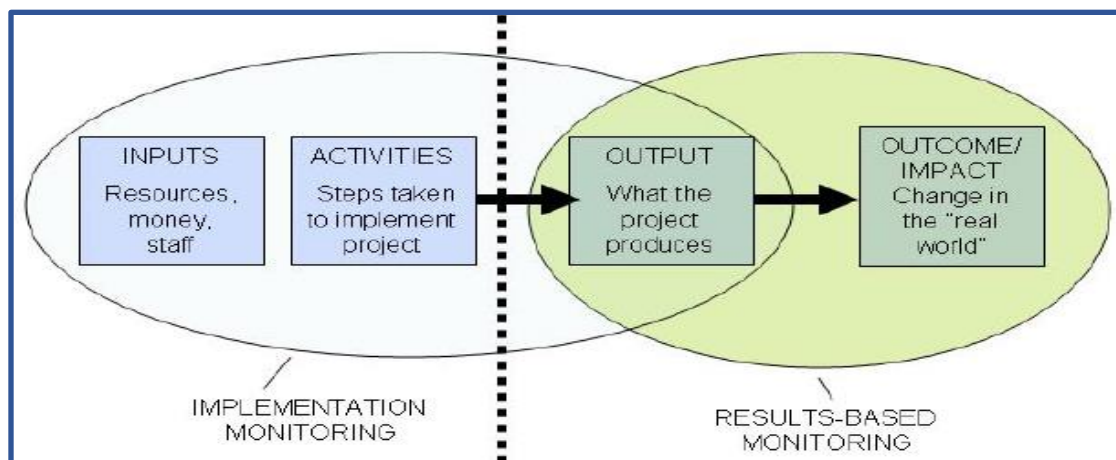 INPUTS
Resources,
money,
staff
ACTIVITIES
Steps taken
to implement
project
OUTPUT
What the
project
produces
OUTCOME/
IMPACT
Change in
the "real
world"
IMPLEMENTATION
MONITORING
RESULTS-BASED
MONITORING